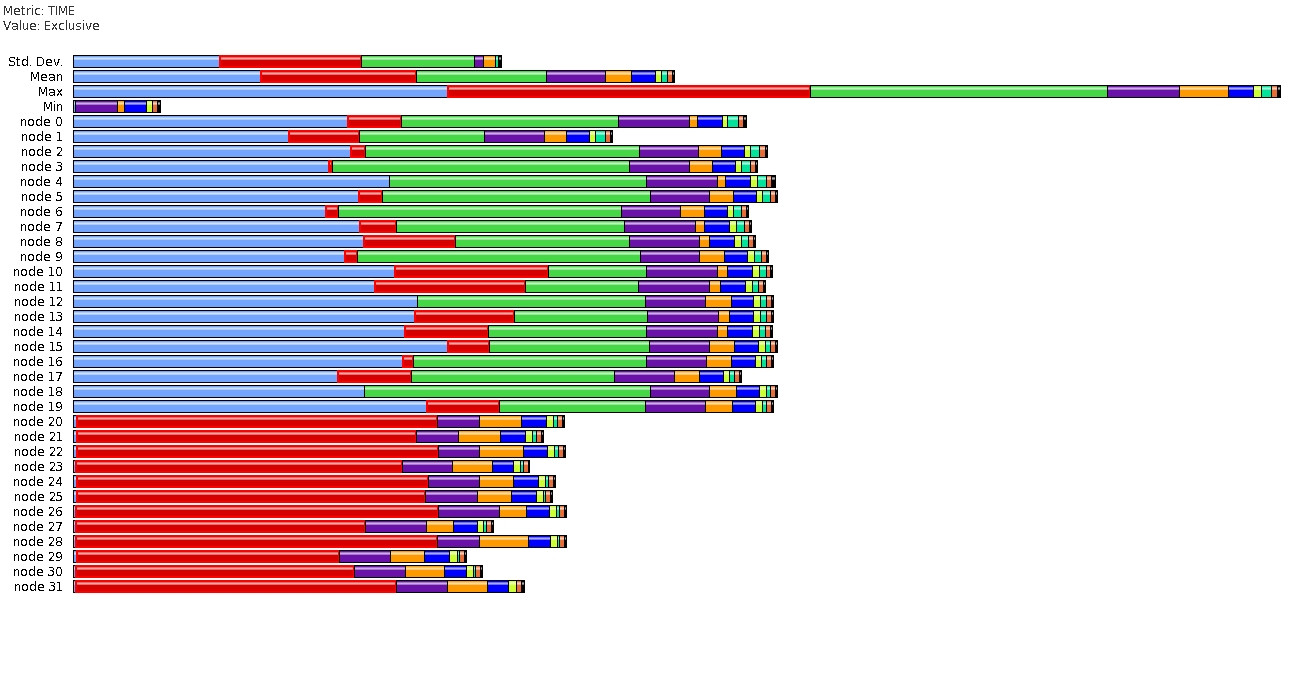 Metric: TIME
Value: Exclusive
Std. Dev.
Mean
Max
Min
node 0
node 1
node 2
node 3
node 4
node 5
node 6
node 7
node 8
node 9
node 10
node 11
node 12
node 13
node 14
node 15
node 16
node 17
node 18
node 19
node 20
node 21
node 22
node 23
node 24
node 25
node 26
node 27
node 28
node 29
node 30
node 31